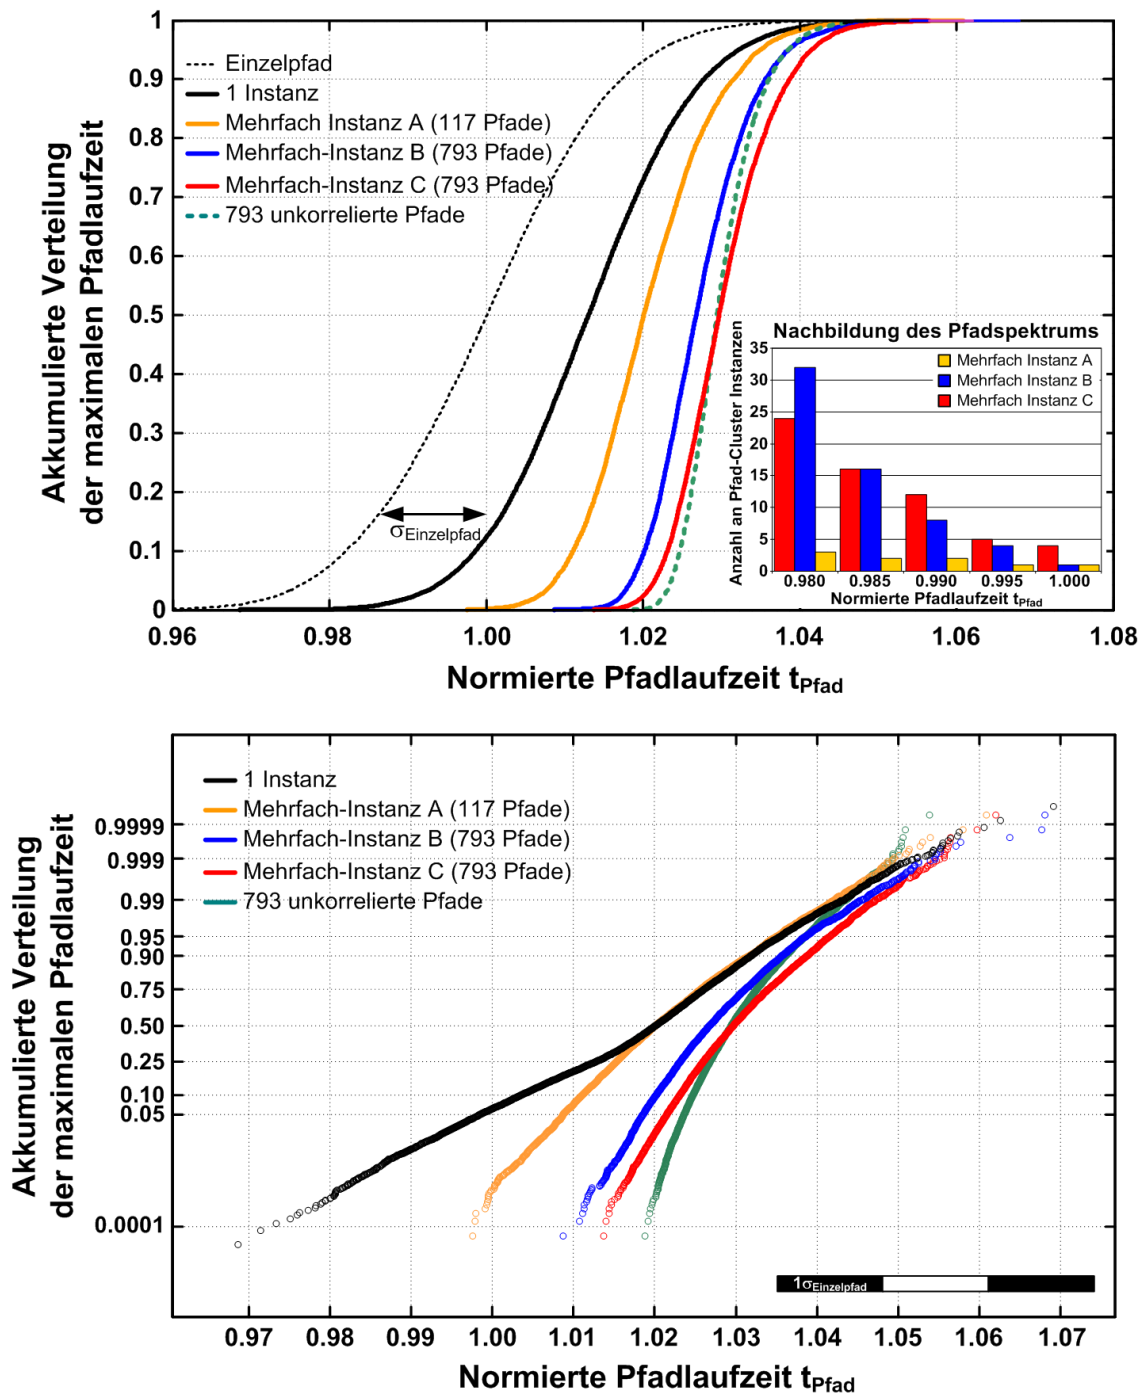 Akkumulierte Verteilung
der maximalen Pfadlaufzeit
1
0.9
0.8
0.7
0.6
0.5
0.4
0.3
0.2
0.1
0
Einzelpfad
1 Instanz
Mehrfach Instanz A (117 Pfade)
Mehrfach-Instanz B (793 Pfade)
Mehrfach-Instanz C (793 Pfade)
793 unkorrelierte Pfade
σEinzelpfad
Nachbildung des Pfadspektrums
Anzahl an Pfad-Cluster Instanzen
35
30
25
20
15
10
5
0
Mehrfach Instanz A
Mehrfach Instanz B
Mehrfach Instanz C
0.980 0.985 0.990 0.995 1.000
Normierte Pfadlaufzeit tPfad
0.96 0.98 1.00 1.02 1.04 1.06 1.08
Normierte Pfadlaufzeit tPfad
Akkumulierte Verteilung
der maximalen Pfadlaufzeit
1 Instanz
Mehrfach-Instanz A (117 Pfade)
Mehrfach-Instanz B (793 Pfade)
Mehrfach-Instanz C (793 Pfade)
793 unkorrelierte Pfade
0.9999
0.999
0.99
0.95
0.90
0.75
0.50
0.25
0.10
0.05
0.0001
1σEinzelpfad
0.97 0.98 0.99 1.00 1.01 1.02 1.03 1.04 1.05 1.06 1.07
Normierte Pfadlaufzeit tPfad